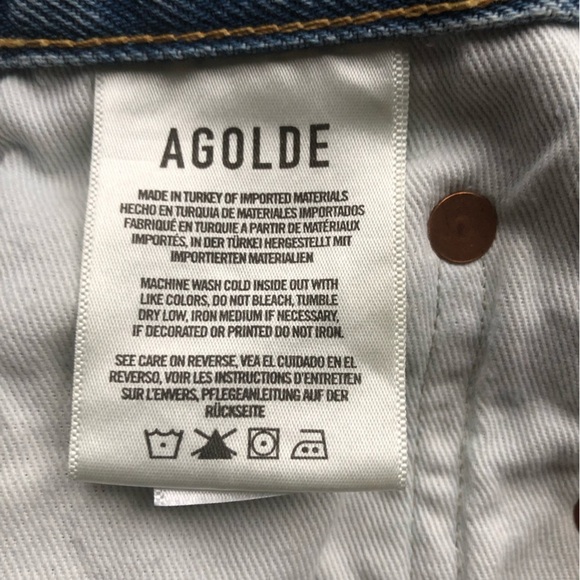 AGOLDE
MADE IN TURKEY OF IMPORTED MATERIALS
HECHO EN TURQUIA DE MATERIALES IMPORTADOS
FABRIQUÉ EN TURQUIE A PARTIR DE MATÉRIAUX
IMPORTÉS, IN DER TÜRKEI HERGESTELLT MIT
IMPORTIERTEN MATERIALIEN
MACHINE WASH COLD INSIDE OUT WITH
LIKE COLORS, DO NOT BLEACH, TUMBLE
DRY LOW, IRON MEDIUM IF NECESSARY,
IF DECORATED OR PRINTED DO NOT IRON.
SEE CARE ON REVERSE, VEA EL CUIDADO EN EL
REVERSO, VOIR LES INSTRUCTIONS D'ENTRETIEN
SUR L'ENVERS, PFLEGEANLEITUNG AUF DER
RÜCKSEITE